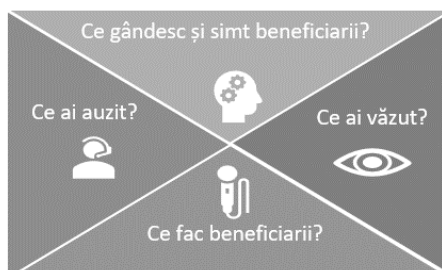 Ce gândesc și simt beneficiarii?
Ce ai auzit?
Ce ai văzut?
Ce fac beneficiarii?